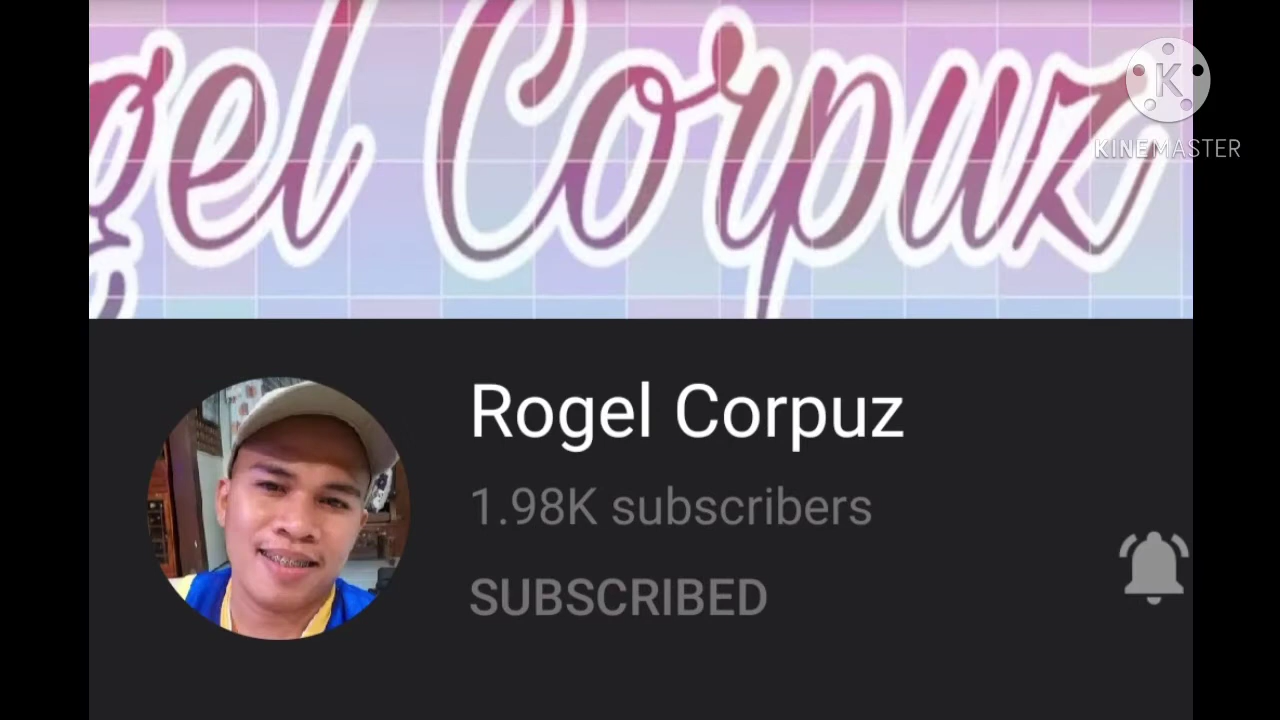 gel Corpuz
K
KINEMASTER
Rogel Corpuz
1.98K subscribers
SUBSCRIBED